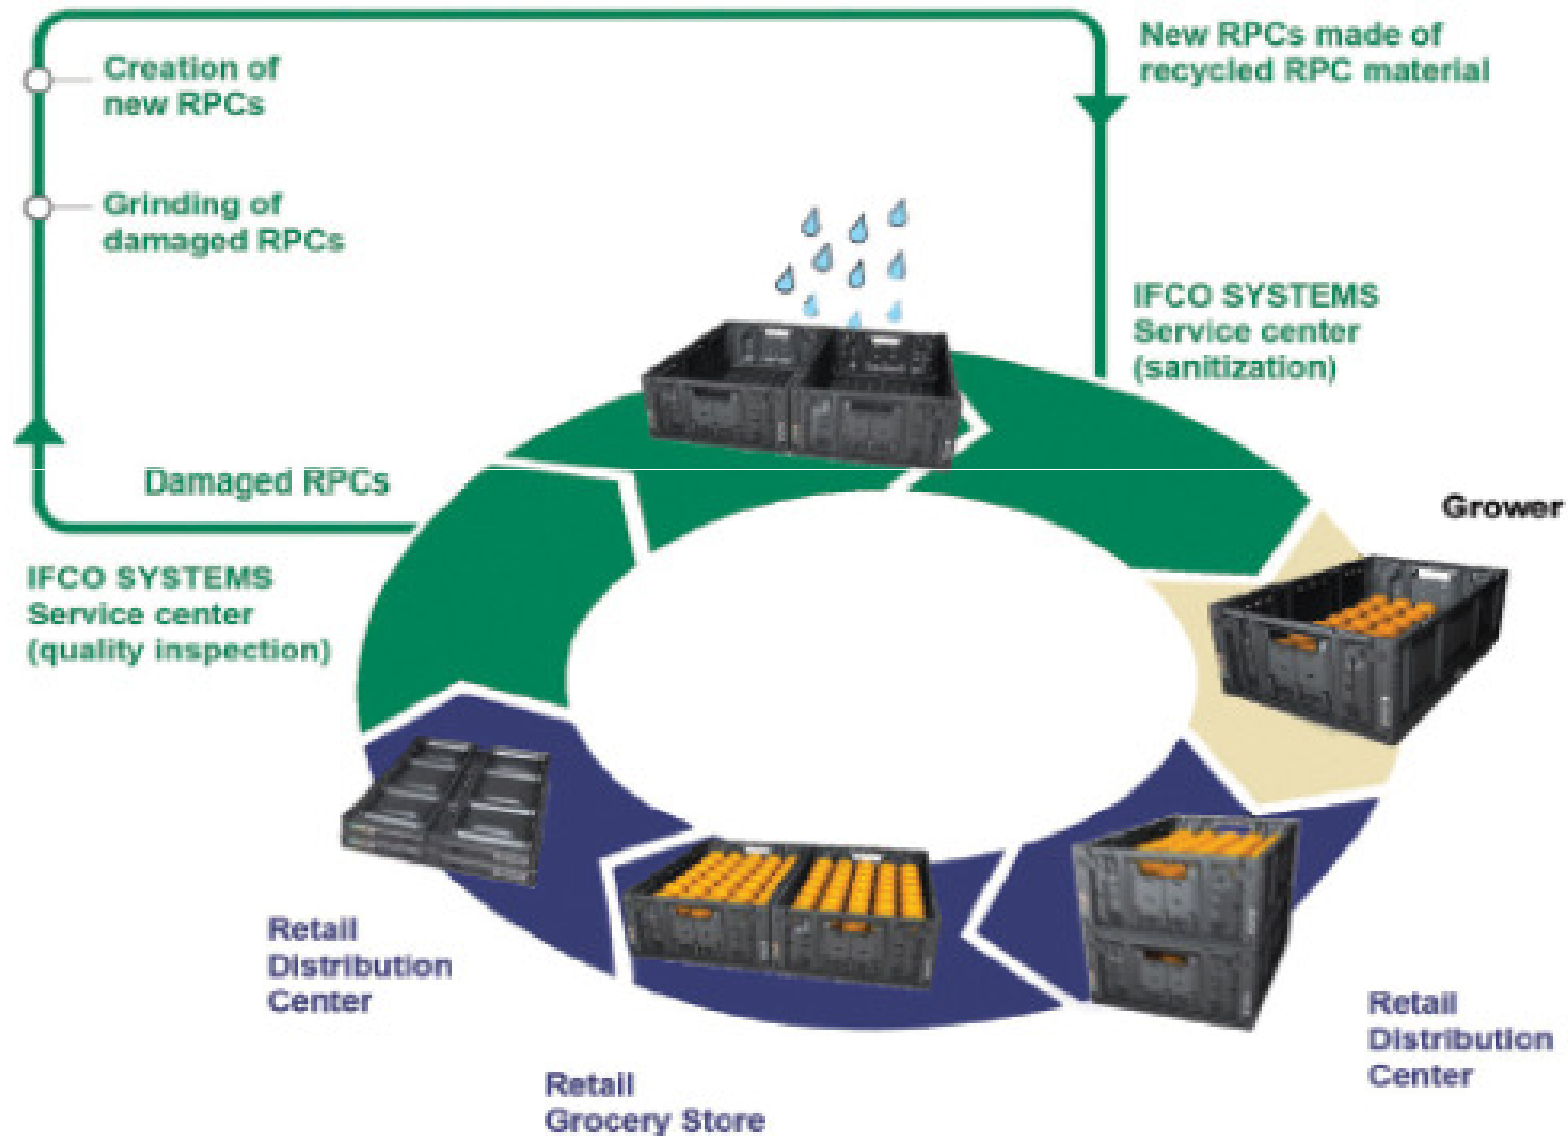 Creation of
new RPCs
Grinding of
damaged RPCs
New RPCs made of
recycled RPC material
IFCO SYSTEMS
Service center
(sanitization)
Damaged RPCs
IFCO SYSTEMS
Service center
(quality inspection)
Grower
Retail
Distribution
Center
Retail
Grocery Store
Retail
Distribution
Center